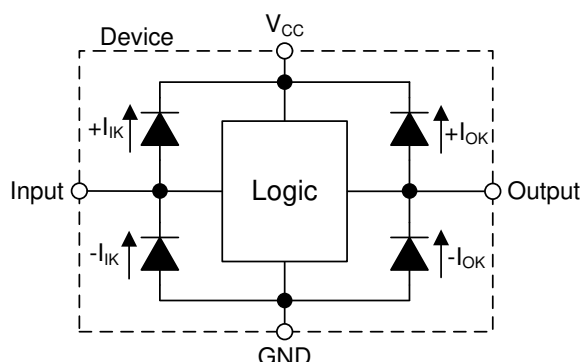 Device
VCC
+IIK
+IOK
Input
Logic
Output
-IIK
-IOK
GND